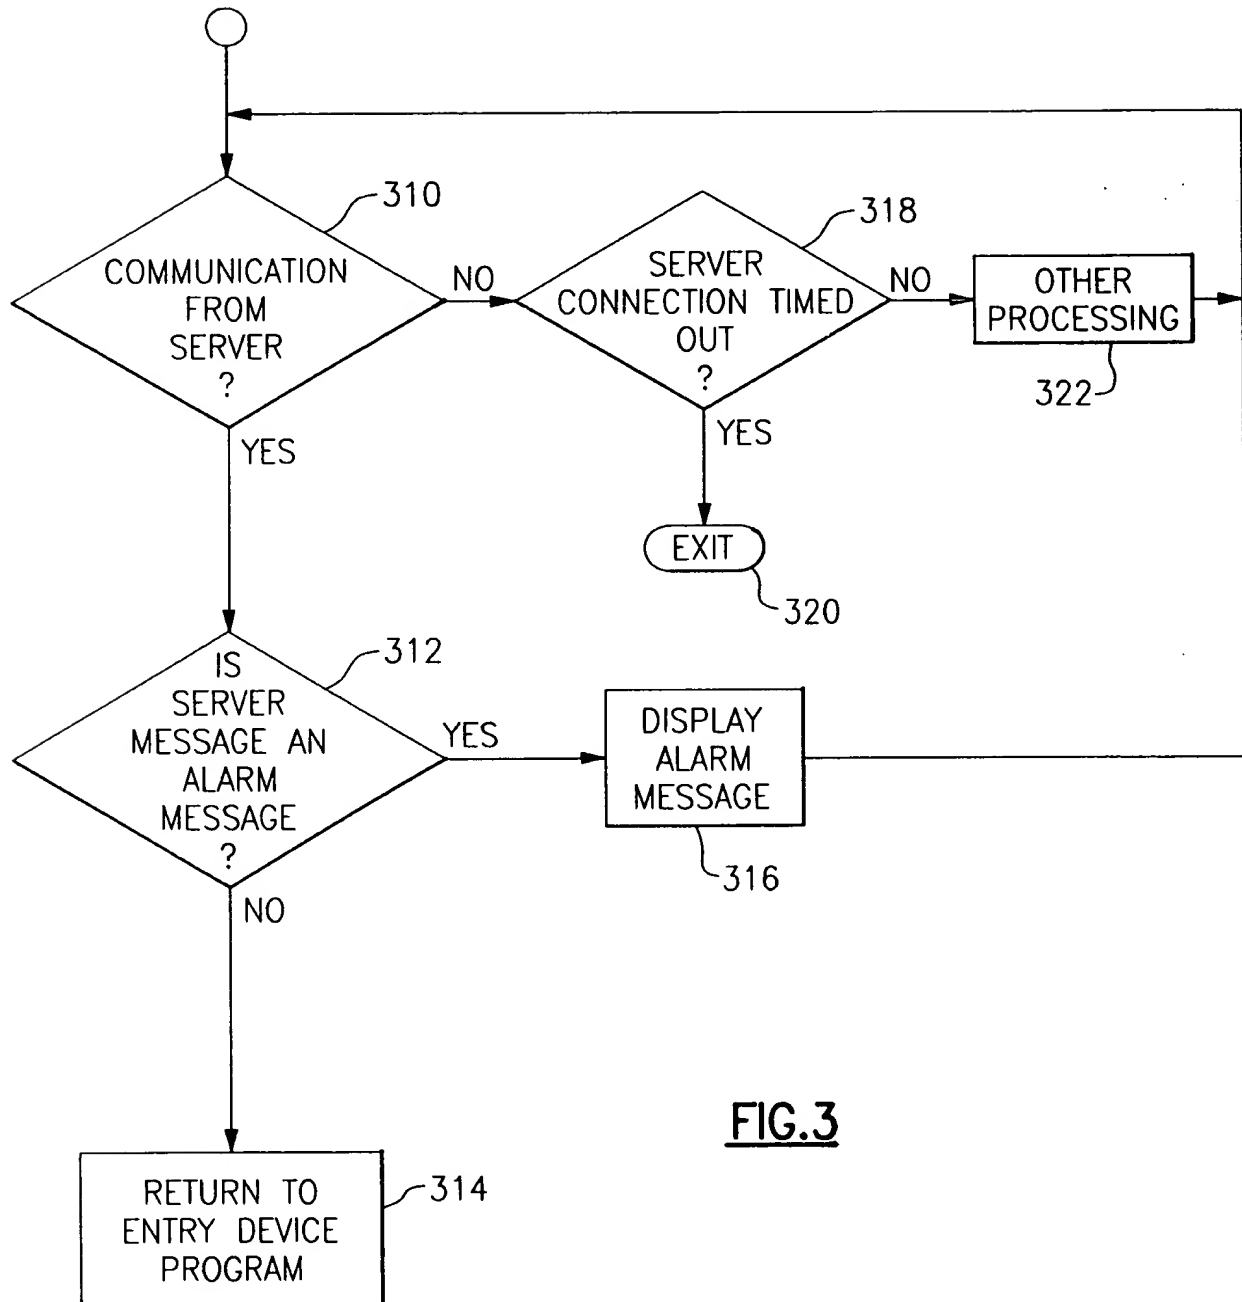 310
COMMUNICATION
FROM
SERVER
?
NO
YES
318
SERVER
CONNECTION TIMED
OUT
?
NO
YES
OTHER
PROCESSING
322
EXIT
320
312
IS
SERVER
MESSAGE AN
ALARM
MESSAGE
?
YES
NO
DISPLAY
ALARM
MESSAGE
316
RETURN TO
ENTRY DEVICE
PROGRAM
314
FIG.3